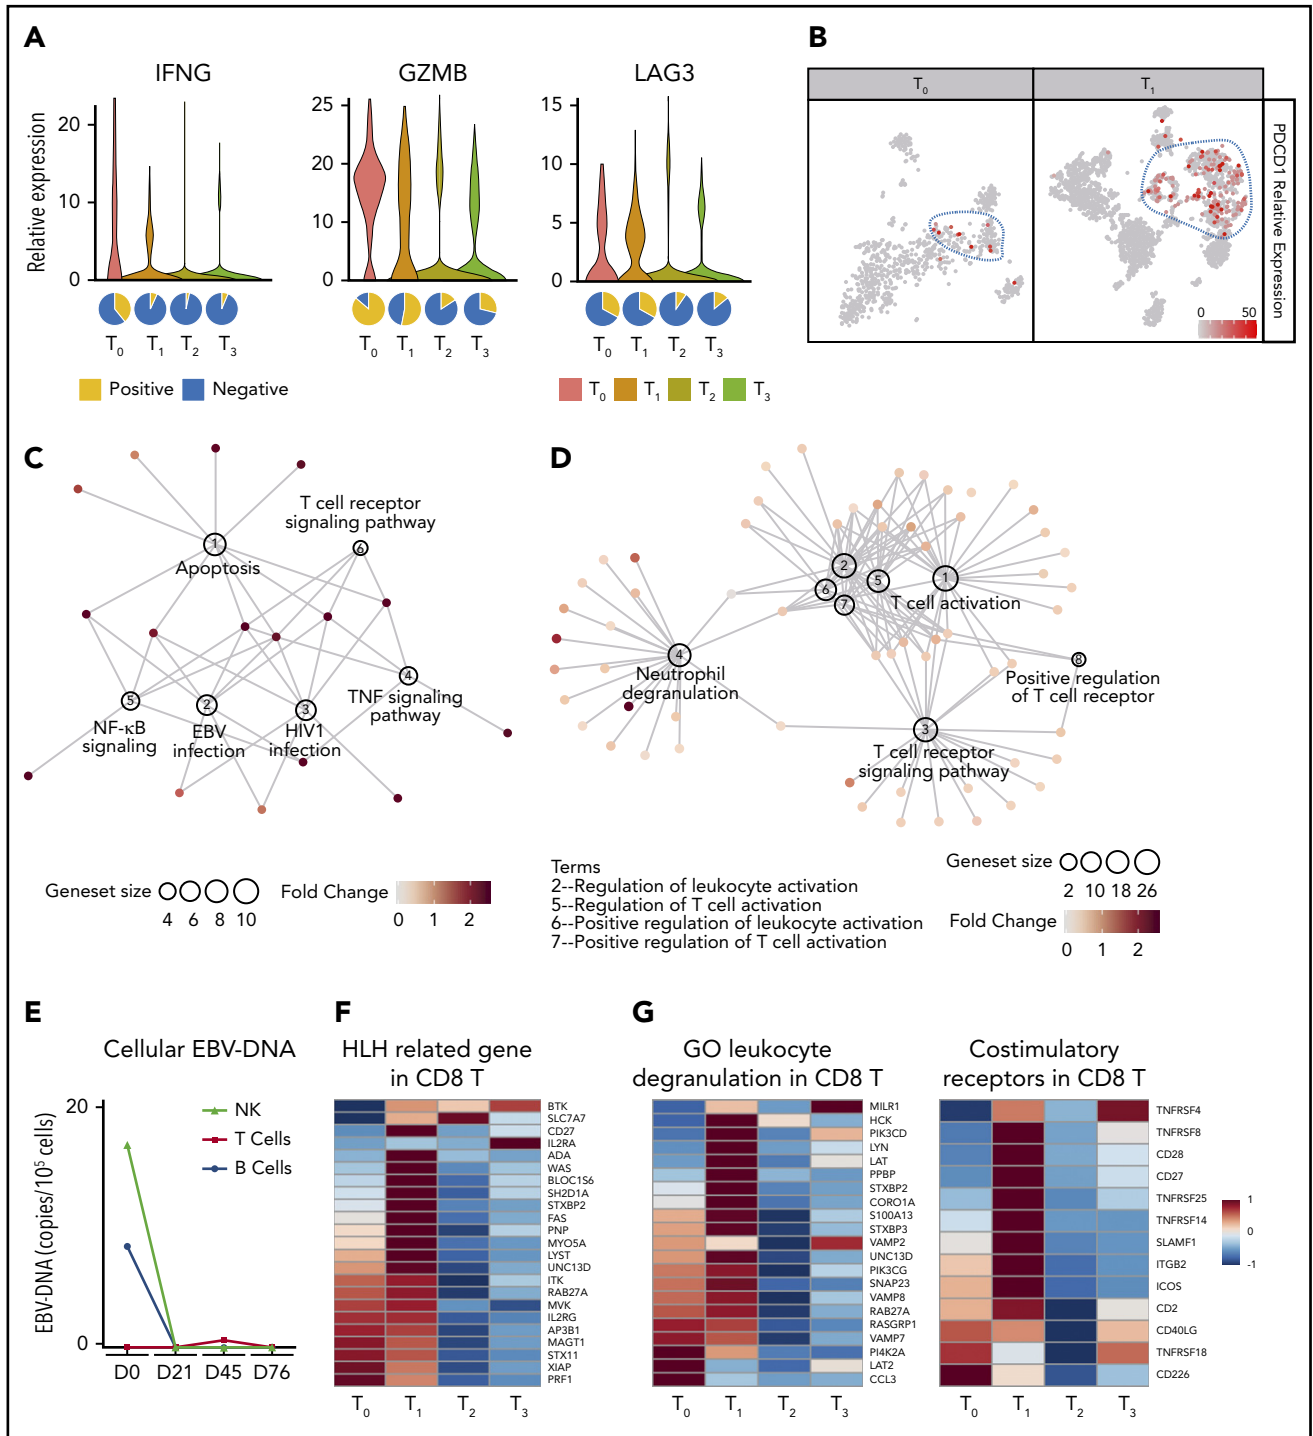 A
IFNG
GZMB
LAG3
Relative expression
20
10
0
25
20
10
0
15
10
5
0
T0 T1 T2 T3
T0 T1 T2 T3
T0 T1 T2 T3
Positive Negative
T0 T1 T2 T3
B
T0 T1
PDCD1 Relative Expression
0 50
C
T cell receptor
signaling pathway
1
6
Apoptosis
5
2
3
4
TNF signaling
pathway
NF-κB
signaling
EBV
infection
HIV1
infection
Geneset size
4 6 8 10
Fold Change
0 1 2
D
2
6
5
7
1
T cell activation
4
Neutrophil
degranulation
8
Positive regulation
of T cell receptor
3
T cell receptor
signaling pathway
Terms
2--Regulation of leukocyte activation
5--Regulation of T cell activation
6--Positive regulation of leukocyte activation
7--Positive regulation of T cell activation
Geneset size
2 10 18 26
Fold Change
0 1 2
E
Cellular EBV-DNA
EBV-DNA (copies/10⁵ cells)
20
0
NK
T Cells
B Cells
D0 D21 D45 D76
F
HLH related gene
in CD8 T
BTK
SLC7A7
CD27
IL2RA
ADA
WAS
BLOC1S6
SH2D1A
STXBP2
FAS
PNP
MYO5A
LYST
UNC13D
ITK
RAB27A
MVK
IL2RG
AP3B1
MAGT1
STX11
XIAP
PRF1
T0 T1 T2 T3
G
GO leukocyte
degranulation in CD8 T
MILR1
HCK
PIK3CD
LYN
LAT
PPBP
STXBP2
CORO1A
S100A13
STXBP3
VAMP2
UNC13D
PIK3CG
SNAP23
VAMP8
RAB27A
RASGRP1
VAMP7
PI4K2A
LAT2
CCL3
T0 T1 T2 T3
Costimulatory
receptors in CD8 T
TNFRSF4
TNFRSF8
CD28
CD27
TNFRSF25
TNFRSF14
SLAMF1
ITGB2
ICOS
CD2
CD40LG
TNFRSF18
CD226
T0 T1 T2 T3
1
0
-1